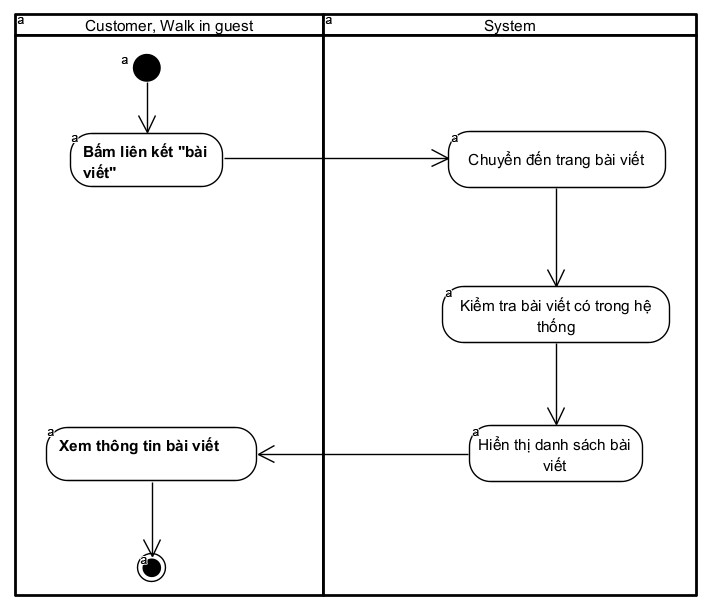 a
Customer, Walk in guest
a
System
a
a
Bấm liên kết "bài
viết"
a
Chuyển đến trang bài viết
a
Kiểm tra bài viết có trong hệ
thống
a
Hiển thị danh sách bài
viết
a
Xem thông tin bài viết
a